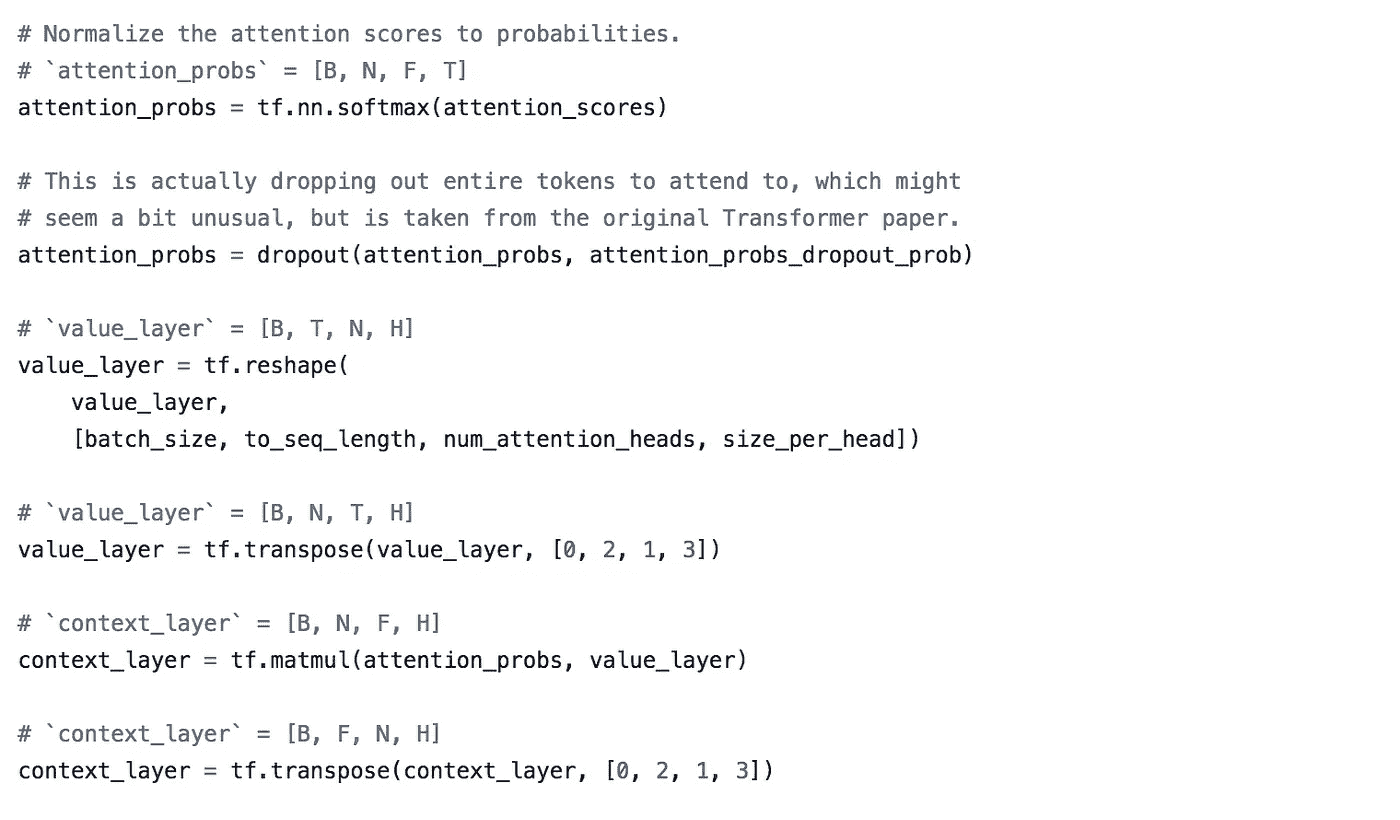 # Normalize the attention scores to probabilities.
# `attention_probs` = [B, N, F, T]
attention_probs = tf.nn.softmax(attention_scores)
# This is actually dropping out entire tokens to attend to, which might
# seem a bit unusual, but is taken from the original Transformer paper.
attention_probs = dropout(attention_probs, attention_probs_dropout_prob)
# `value_layer` = [B, T, N, H]
value_layer = tf.reshape(
    value_layer,
    [batch_size, to_seq_length, num_attention_heads, size_per_head])
# `value_layer` = [B, N, T, H]
value_layer = tf.transpose(value_layer, [0, 2, 1, 3])
# `context_layer` = [B, N, F, H]
context_layer = tf.matmul(attention_probs, value_layer)
# `context_layer` = [B, F, N, H]
context_layer = tf.transpose(context_layer, [0, 2, 1, 3])